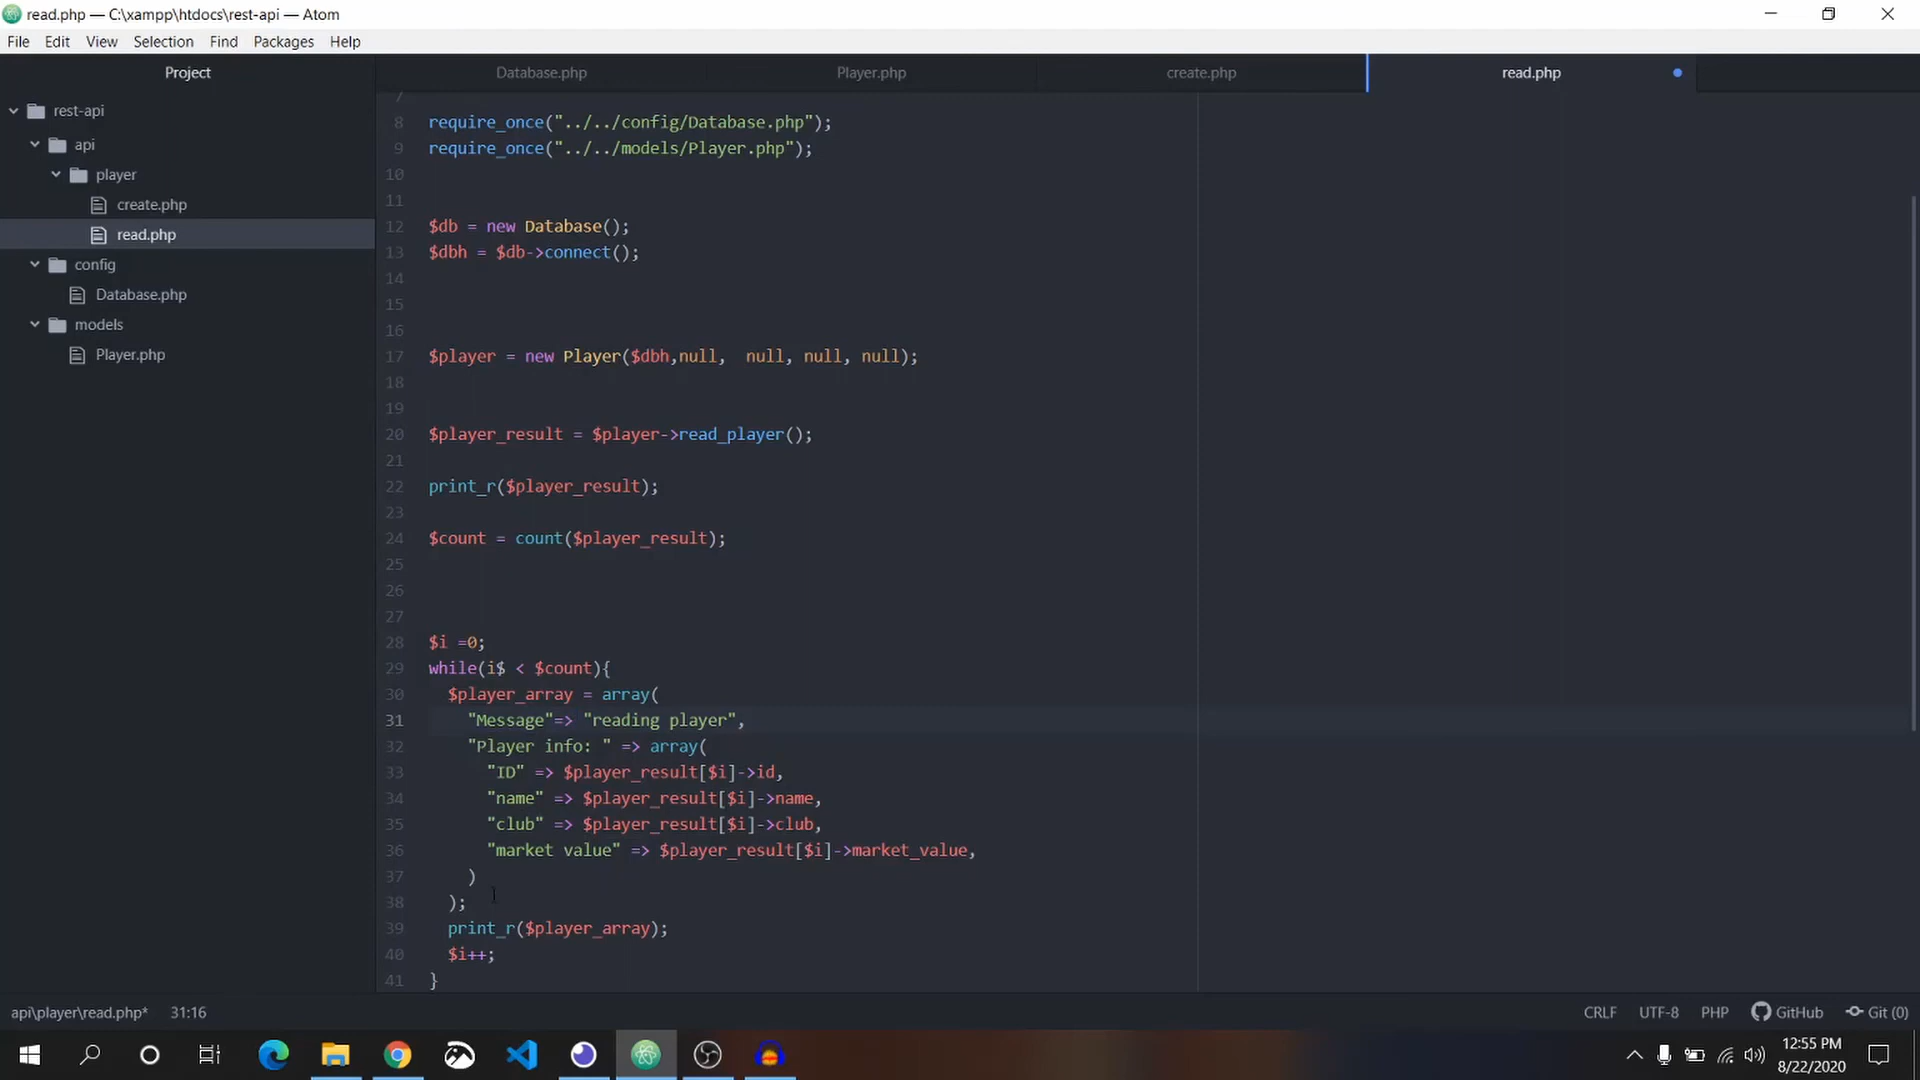 read.php — C:\xampp\htdocs\rest-api — Atom
File Edit View Selection Find Packages Help
Project
Database.php Player.php create.php read.php
rest-api
api
player
create.php
read.php
config
Database.php
models
Player.php
7
8 require_once("../../config/Database.php");
9 require_once("../../models/Player.php");
10
11
12 $db = new Database();
13 $dbh = $db->connect();
14
15
16
17 $player = new Player($dbh,null,  null, null, null);
18
19
20 $player_result = $player->read_player();
21
22 print_r($player_result);
23
24 $count = count($player_result);
25
26
27
28 $i =0;
29 while(i$ < $count){
30 $player_array = array(
31 "Message"=> "reading player",
32 "Player info: " => array(
33 "ID" => $player_result[$i]->id,
34 "name" => $player_result[$i]->name,
35 "club" => $player_result[$i]->club,
36 "market value" => $player_result[$i]->market_value,
37 )
38 );
39 print_r($player_array);
40 $i++;
41 }
api\player\read.php* 31:16 CRLF UTF-8 PHP GitHub Git (0)
12:55 PM
8/22/2020